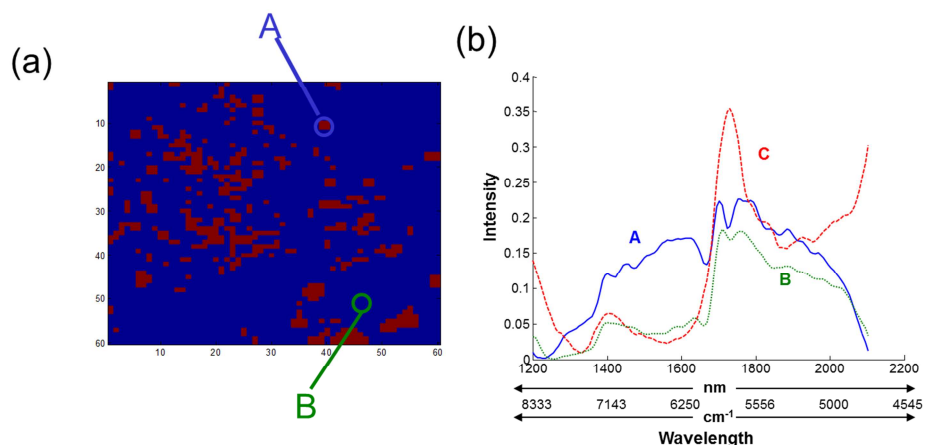 (a)
A
10
20
30
40
50
60
10 20 30 40 50 60
B
(b)
Intensity
0.4
0.35
0.3
0.25
0.2
0.15
0.1
0.05
0
A
B
C
1200 1400 1600 1800 2000 2200
nm
8333 7143 6250 5556 5000 4545
cm⁻¹
Wavelength